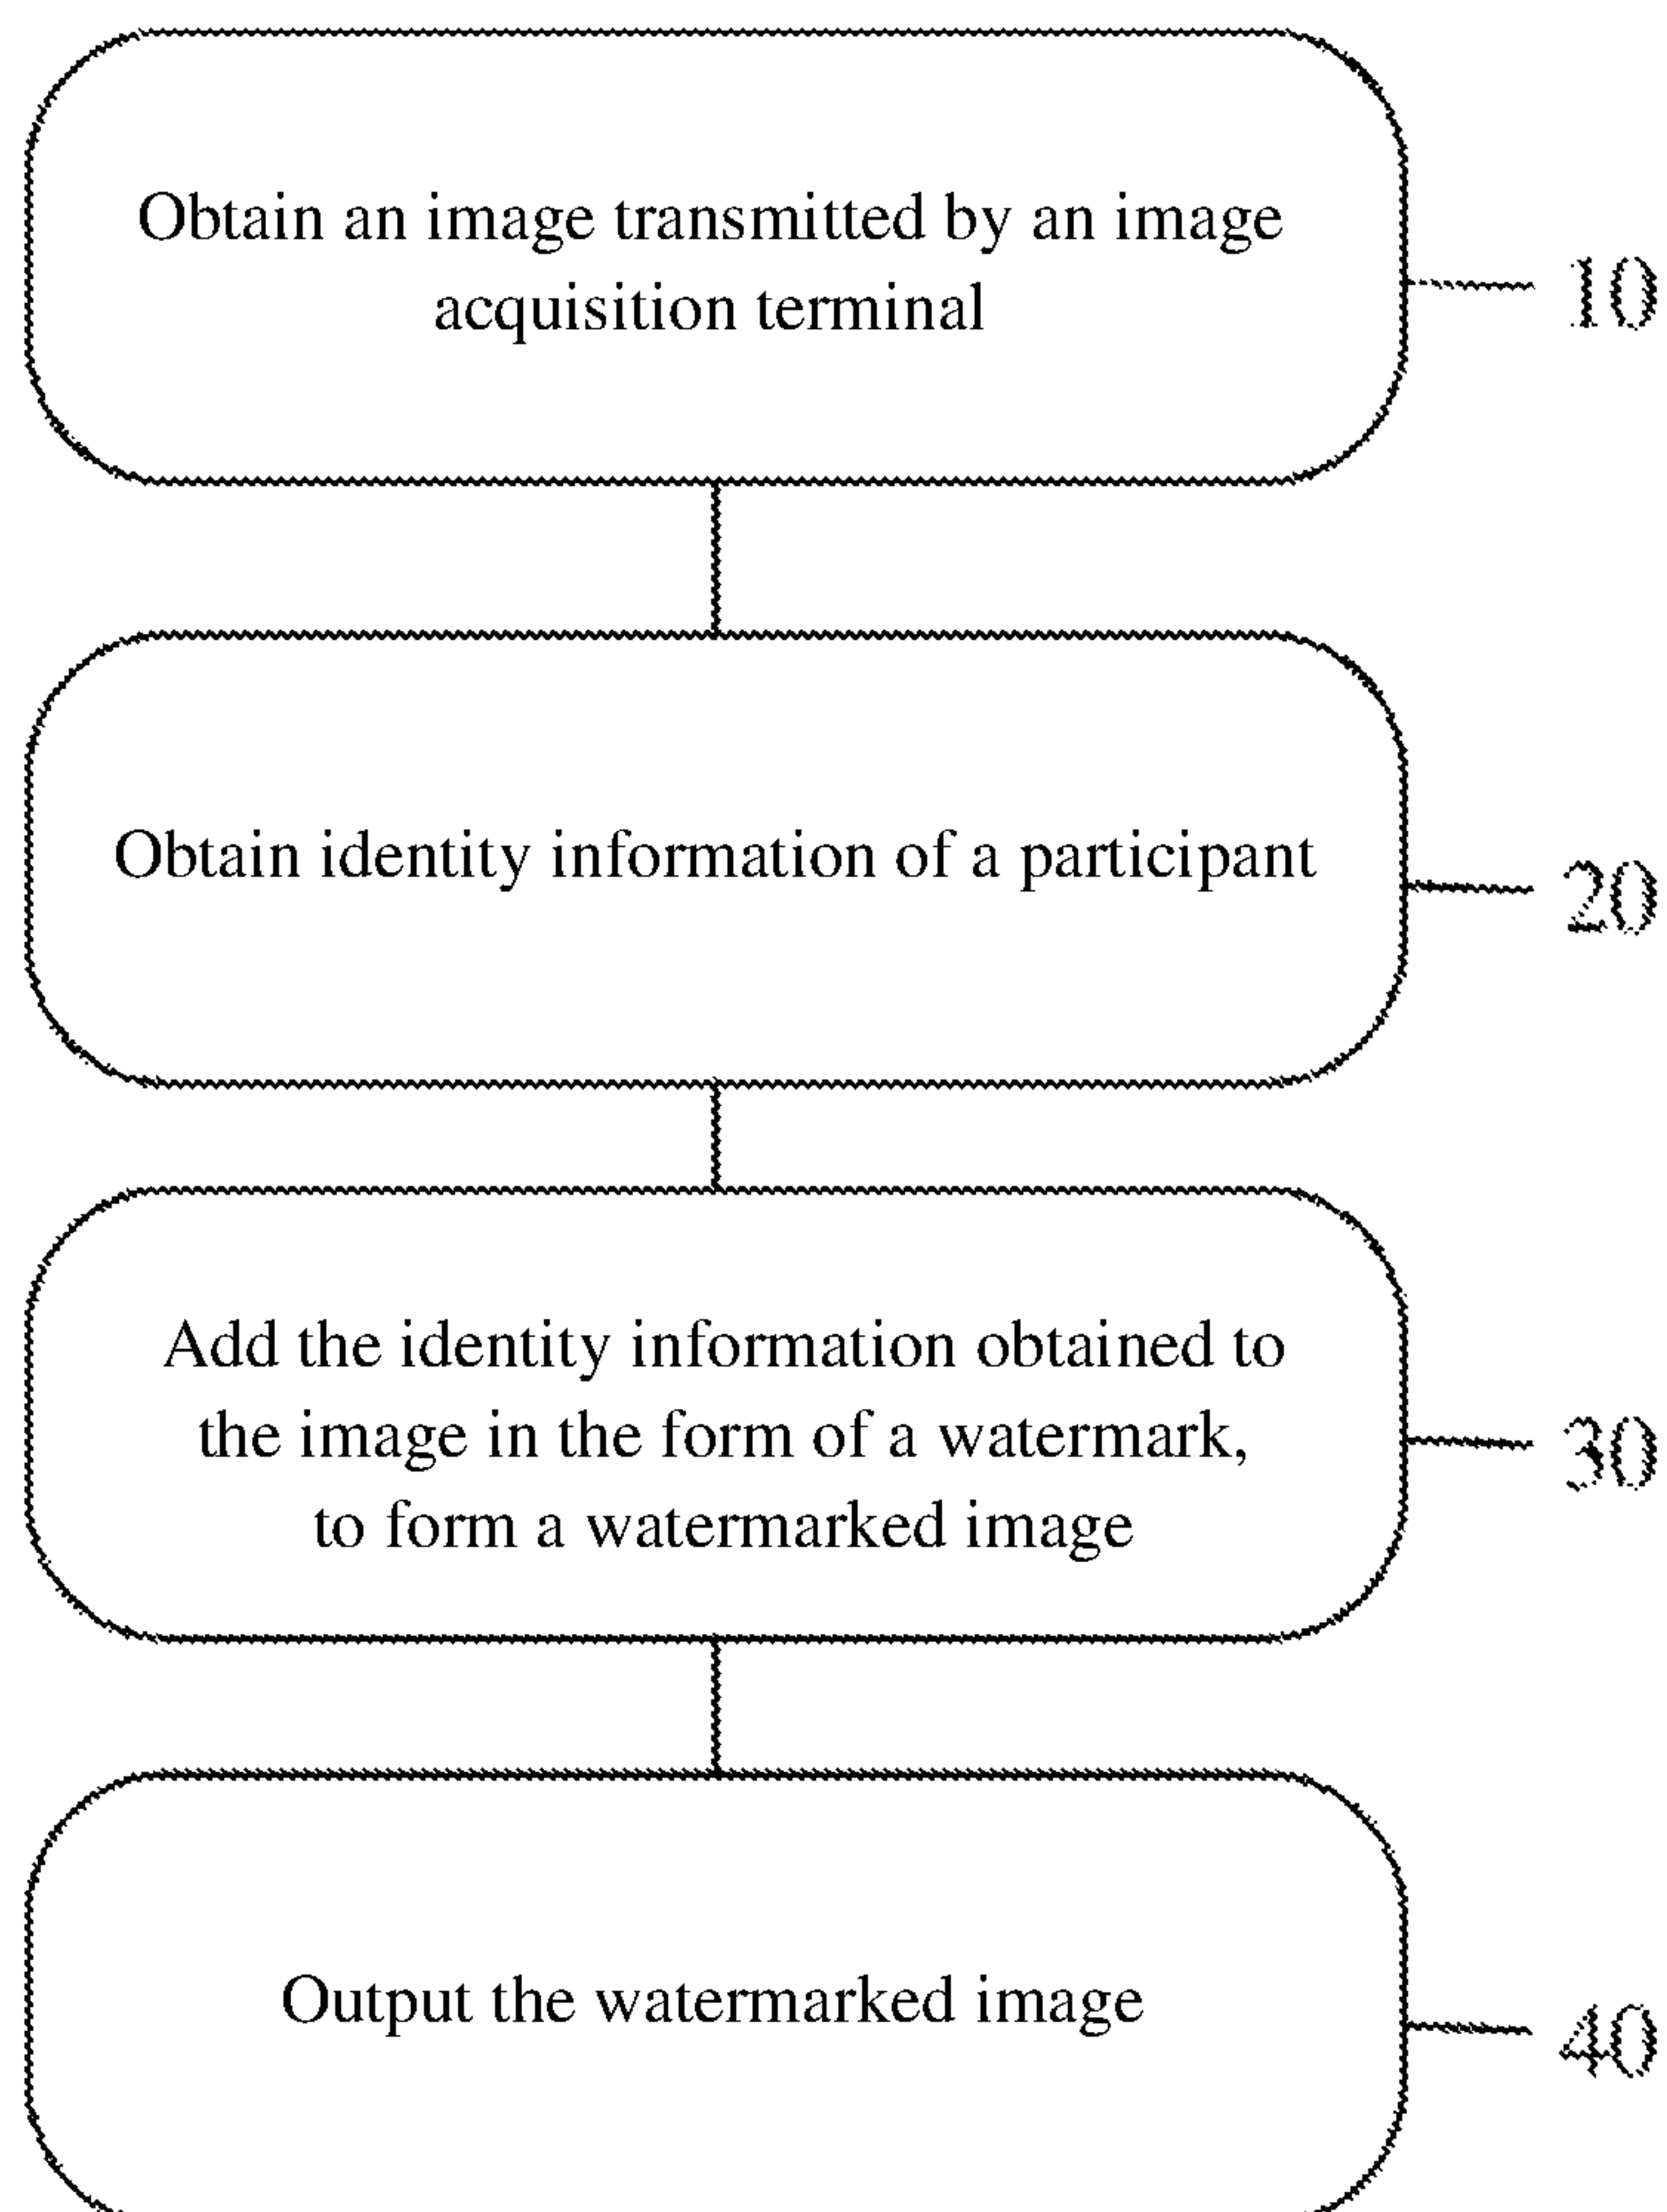 Obtain an image transmitted by an image
acquisition terminal
10
Obtain identity information of a participant
20
Add the identity information obtained to
the image in the form of a watermark,
to form a watermarked image
30
Output the watermarked image
40